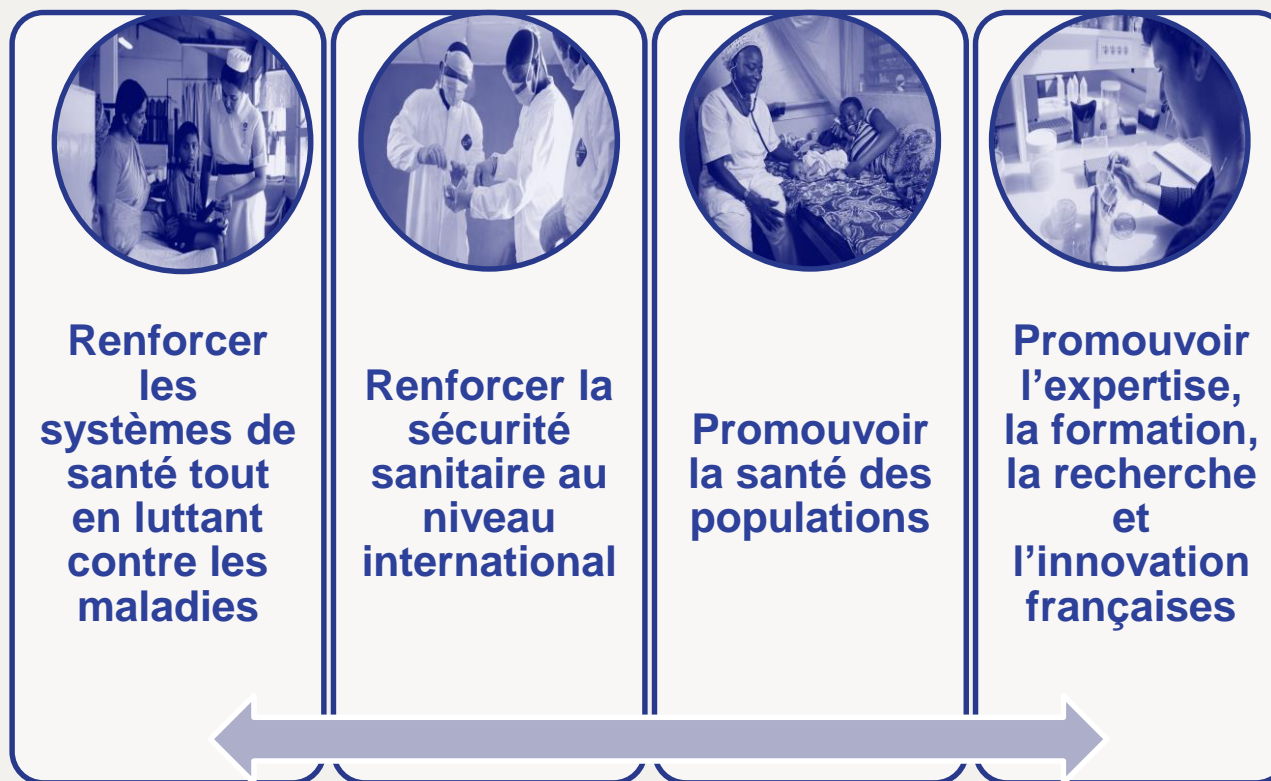 Renforcer
les
systèmes de
santé tout
en luttant
contre les
maladies
Renforcer la
sécurité
sanitaire au
niveau
international
Promouvoir
la santé des
populations
Promouvoir
l’expertise,
la formation,
la recherche
et
l’innovation
françaises